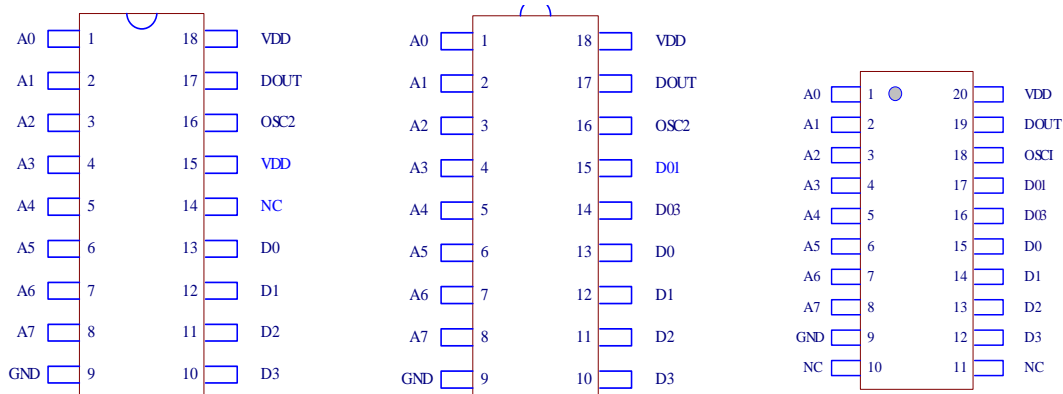 A0 1 18 VDD
A1 2 17 DOUT
A2 3 16 OSC2
A3 4 15 VDD
A4 5 14 NC
A5 6 13 D0
A6 7 12 D1
A7 8 11 D2
GND 9 10 D3
A0 1 18 VDD
A1 2 17 DOUT
A2 3 16 OSC2
A3 4 15 D01
A4 5 14 D03
A5 6 13 D0
A6 7 12 D1
A7 8 11 D2
GND 9 10 D3
A0 1 20 VDD
A1 2 19 DOUT
A2 3 18 OSCI
A3 4 17 D01
A4 5 16 D03
A5 6 15 D0
A6 7 14 D1
A7 8 13 D2
GND 9 12 D3
NC 10 11 NC